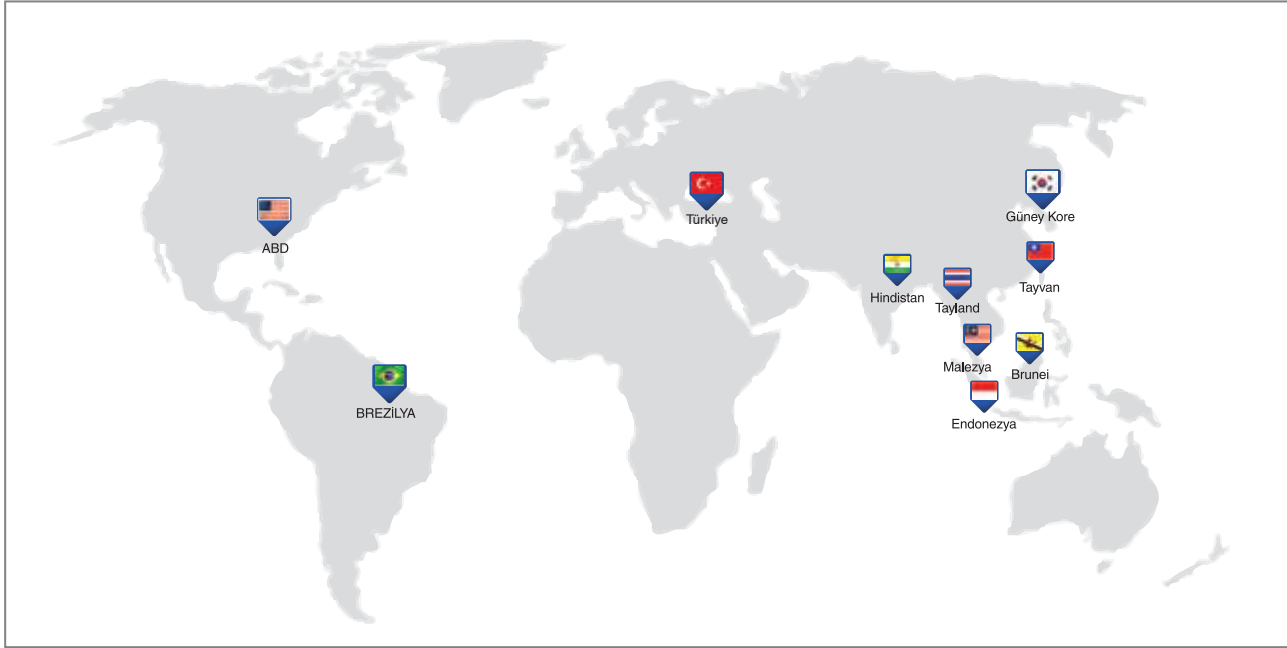 Türkiye
Güney Kore
ABD
Tayvan
Hindistan
Tayland
Malezya
Brunei
BREZİLYA
Endonezya